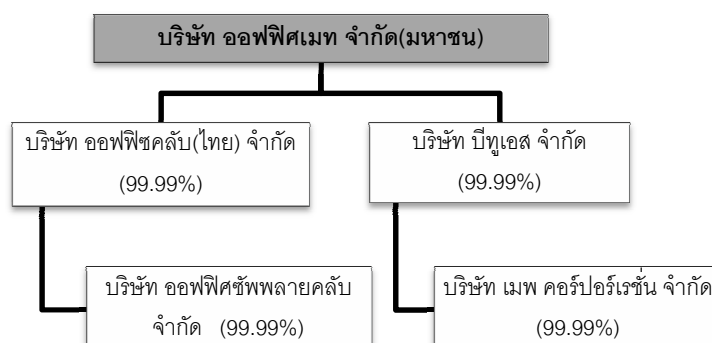 บริษัท ออฟฟิศเมท จำกัด(มหาชน)
บริษัท ออฟฟิซคลับ(ไทย) จำกัด
(99.99%)
บริษัท บีทูเอส จำกัด
(99.99%)
บริษัท ออฟฟิศซัพพลายคลับ
จำกัด (99.99%)
บริษัท เมพ คอร์ปอร์เรชั่น จำกัด
(99.99%)